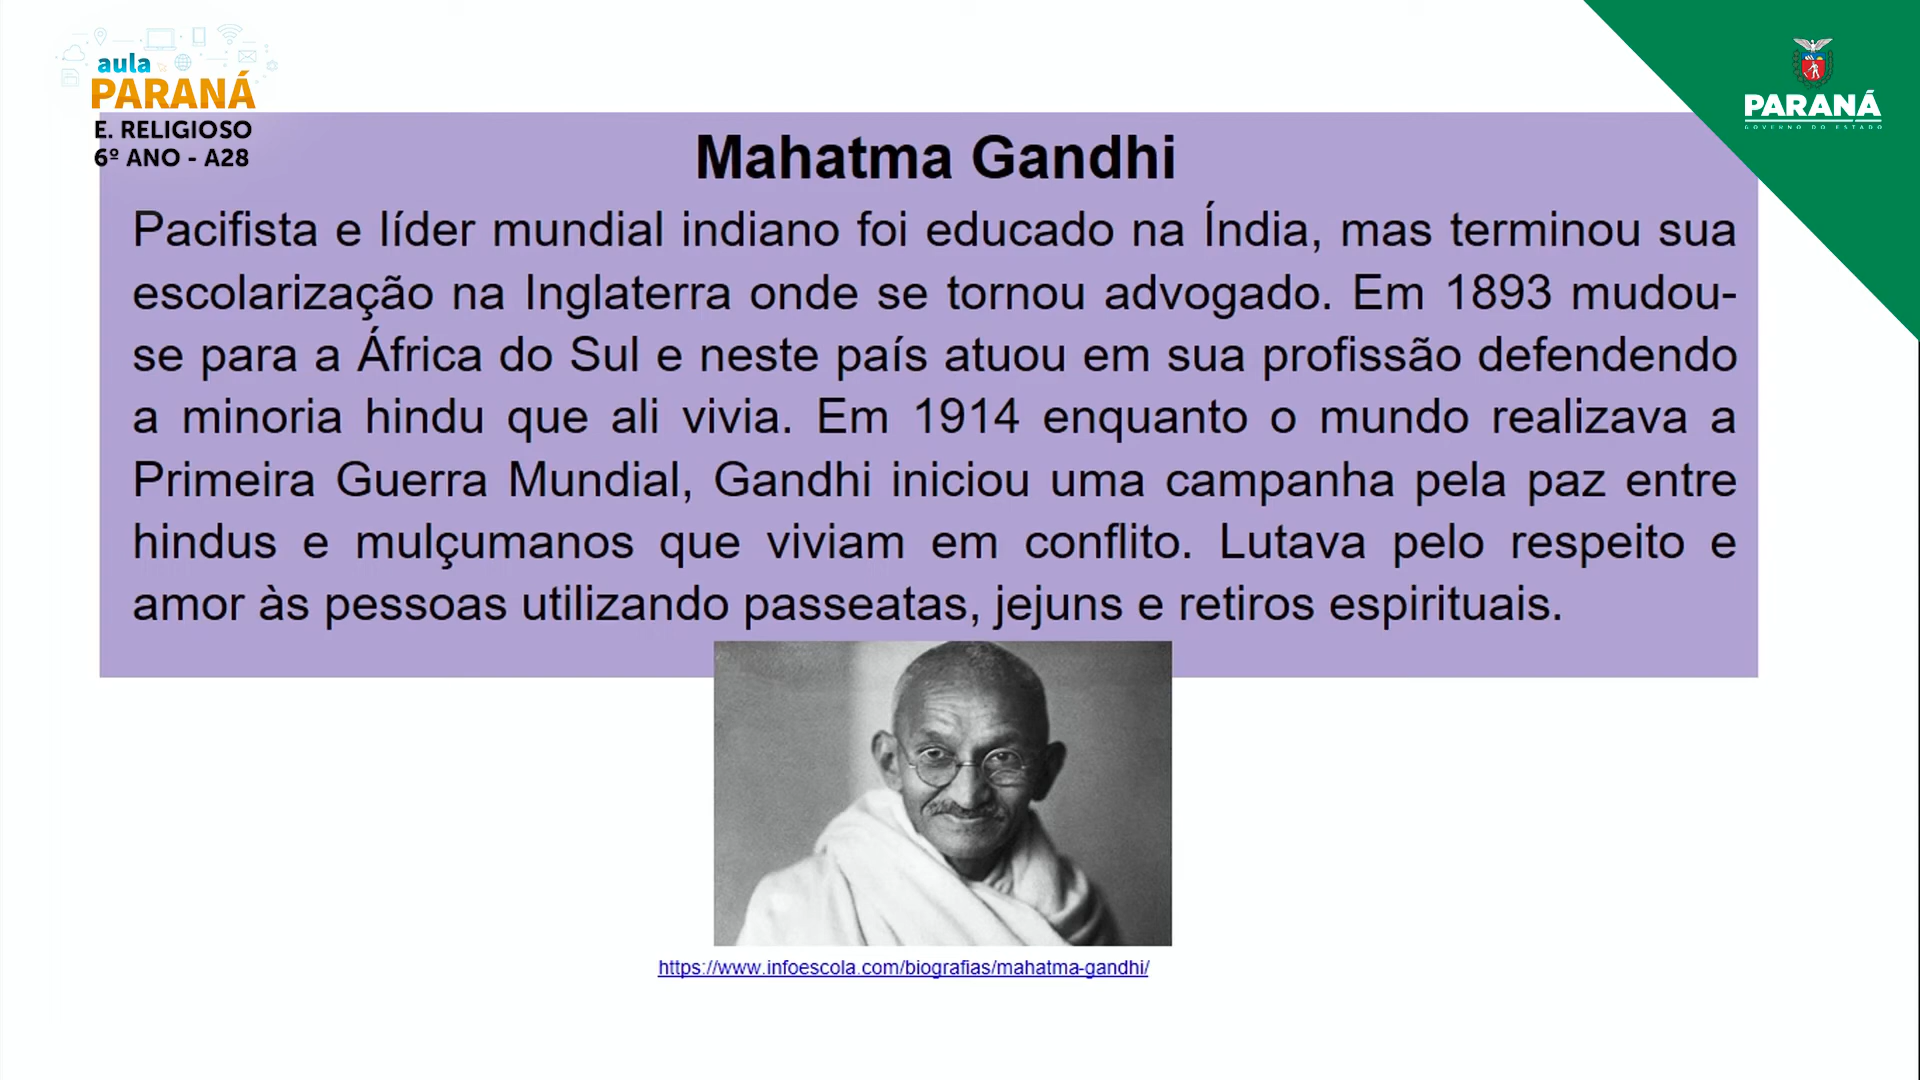 aula
PARANÁ
E. RELIGIOSO
6º ANO - A28
PARANÁ
GOVERNO DO ESTADO
Mahatma Gandhi
Pacifista e líder mundial indiano foi educado na Índia, mas terminou sua
escolarização na Inglaterra onde se tornou advogado. Em 1893 mudou-
se para a África do Sul e neste país atuou em sua profissão defendendo
a minoria hindu que ali vivia. Em 1914 enquanto o mundo realizava a
Primeira Guerra Mundial, Gandhi iniciou uma campanha pela paz entre
hindus e mulçumanos que viviam em conflito. Lutava pelo respeito e
amor às pessoas utilizando passeatas, jejuns e retiros espirituais.
https://www.infoescola.com/biografias/mahatma-gandhi/